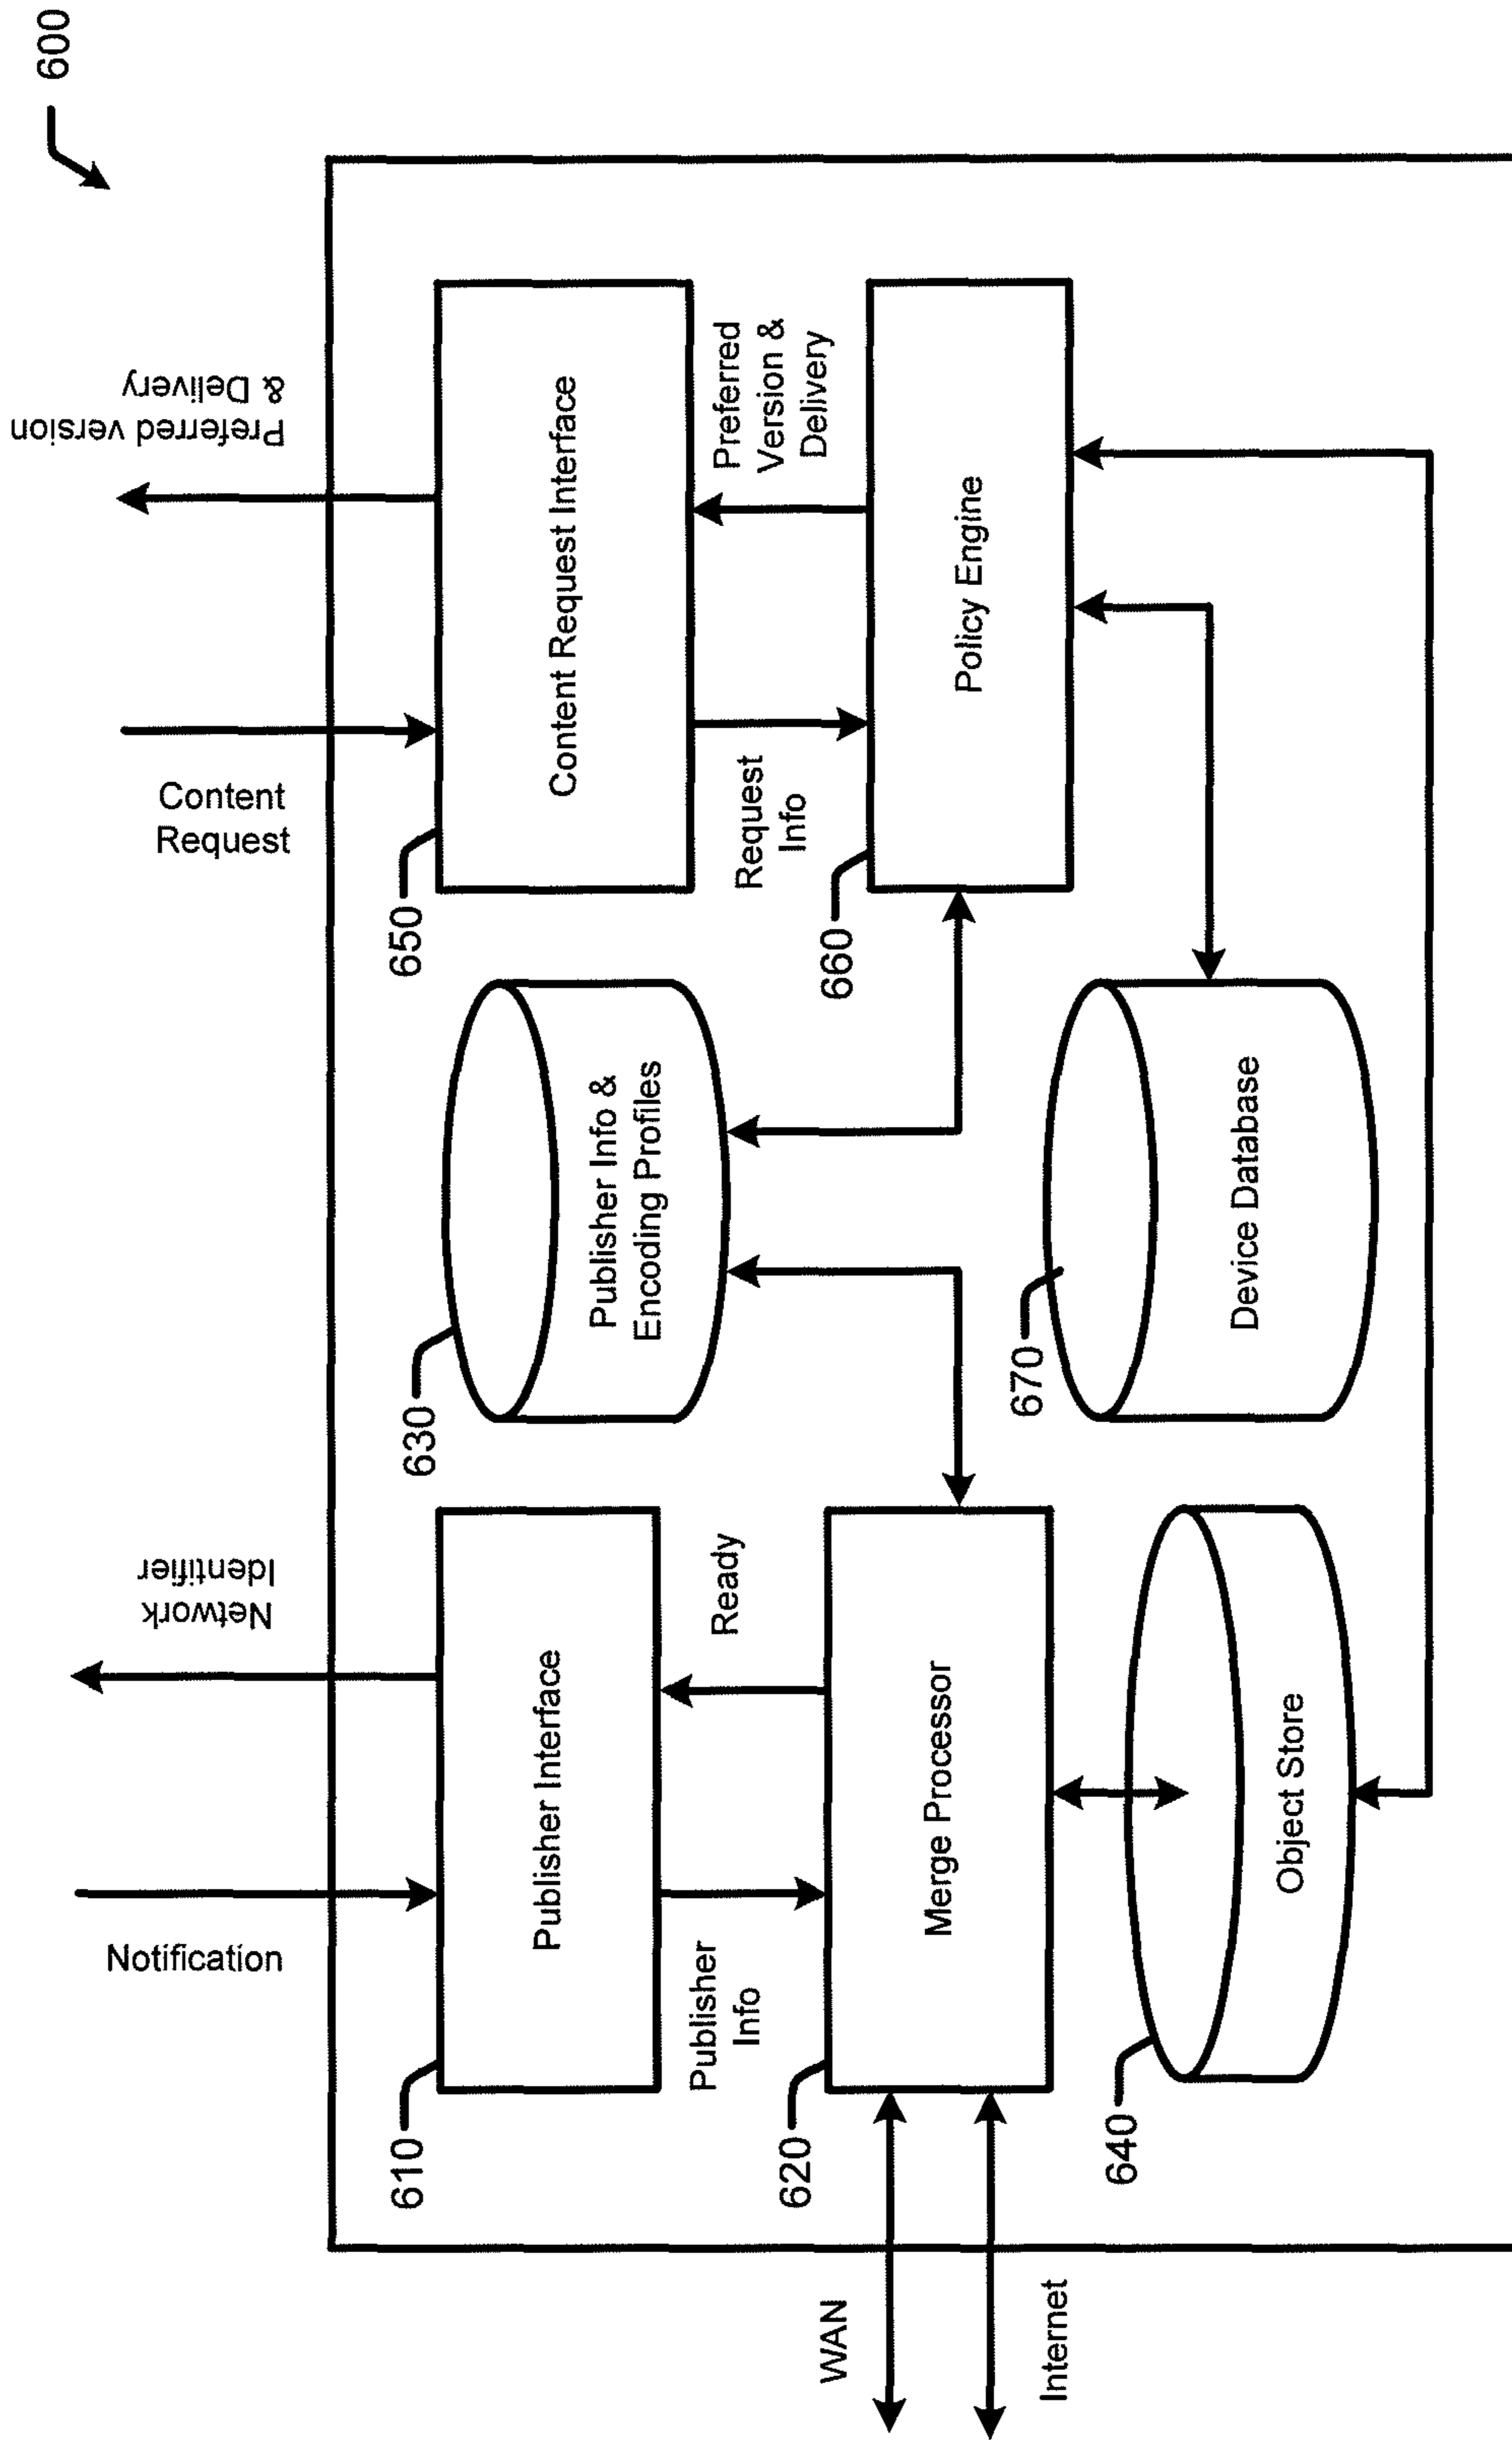 600
Notification
Network
Identifier
Content
Request
Preferred version
& Delivery
610
Publisher Interface
630
Publisher Info &
Encoding Profiles
650
Content Request Interface
Publisher
Info
Ready
Request
Info
Preferred
Version &
Delivery
WAN
Internet
620
Merge Processor
660
Policy Engine
640
Object Store
670
Device Database